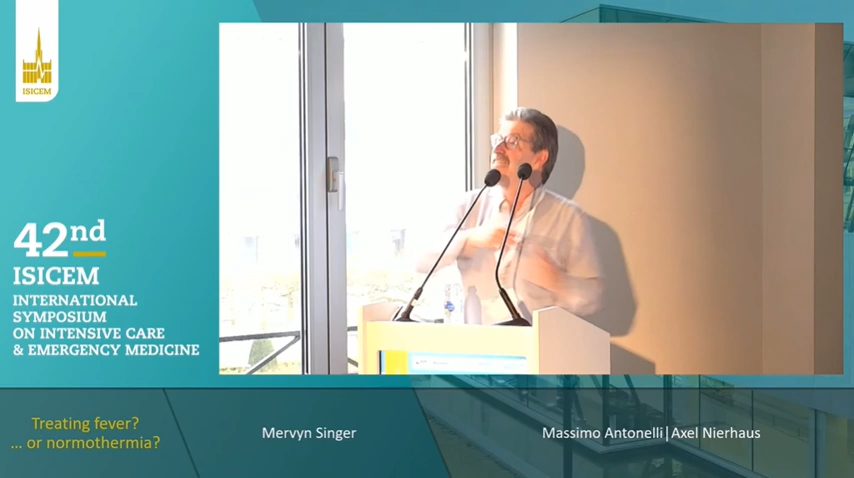 ISICEM
42nd
ISICEM
INTERNATIONAL
SYMPOSIUM
ON INTENSIVE CARE
& EMERGENCY MEDICINE
Treating fever?
... or normothermia?
Mervyn Singer
Massimo Antonelli|Axel Nierhaus